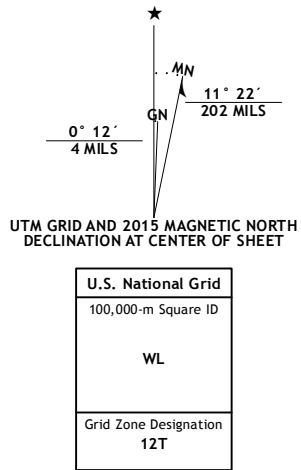 MN
11° 22´
202 MILS
GN
0° 12´
4 MILS
UTM GRID AND 2015 MAGNETIC NORTH
DECLINATION AT CENTER OF SHEET
U.S. National Grid
100,000-m Square ID
WL
Grid Zone Designation
12T